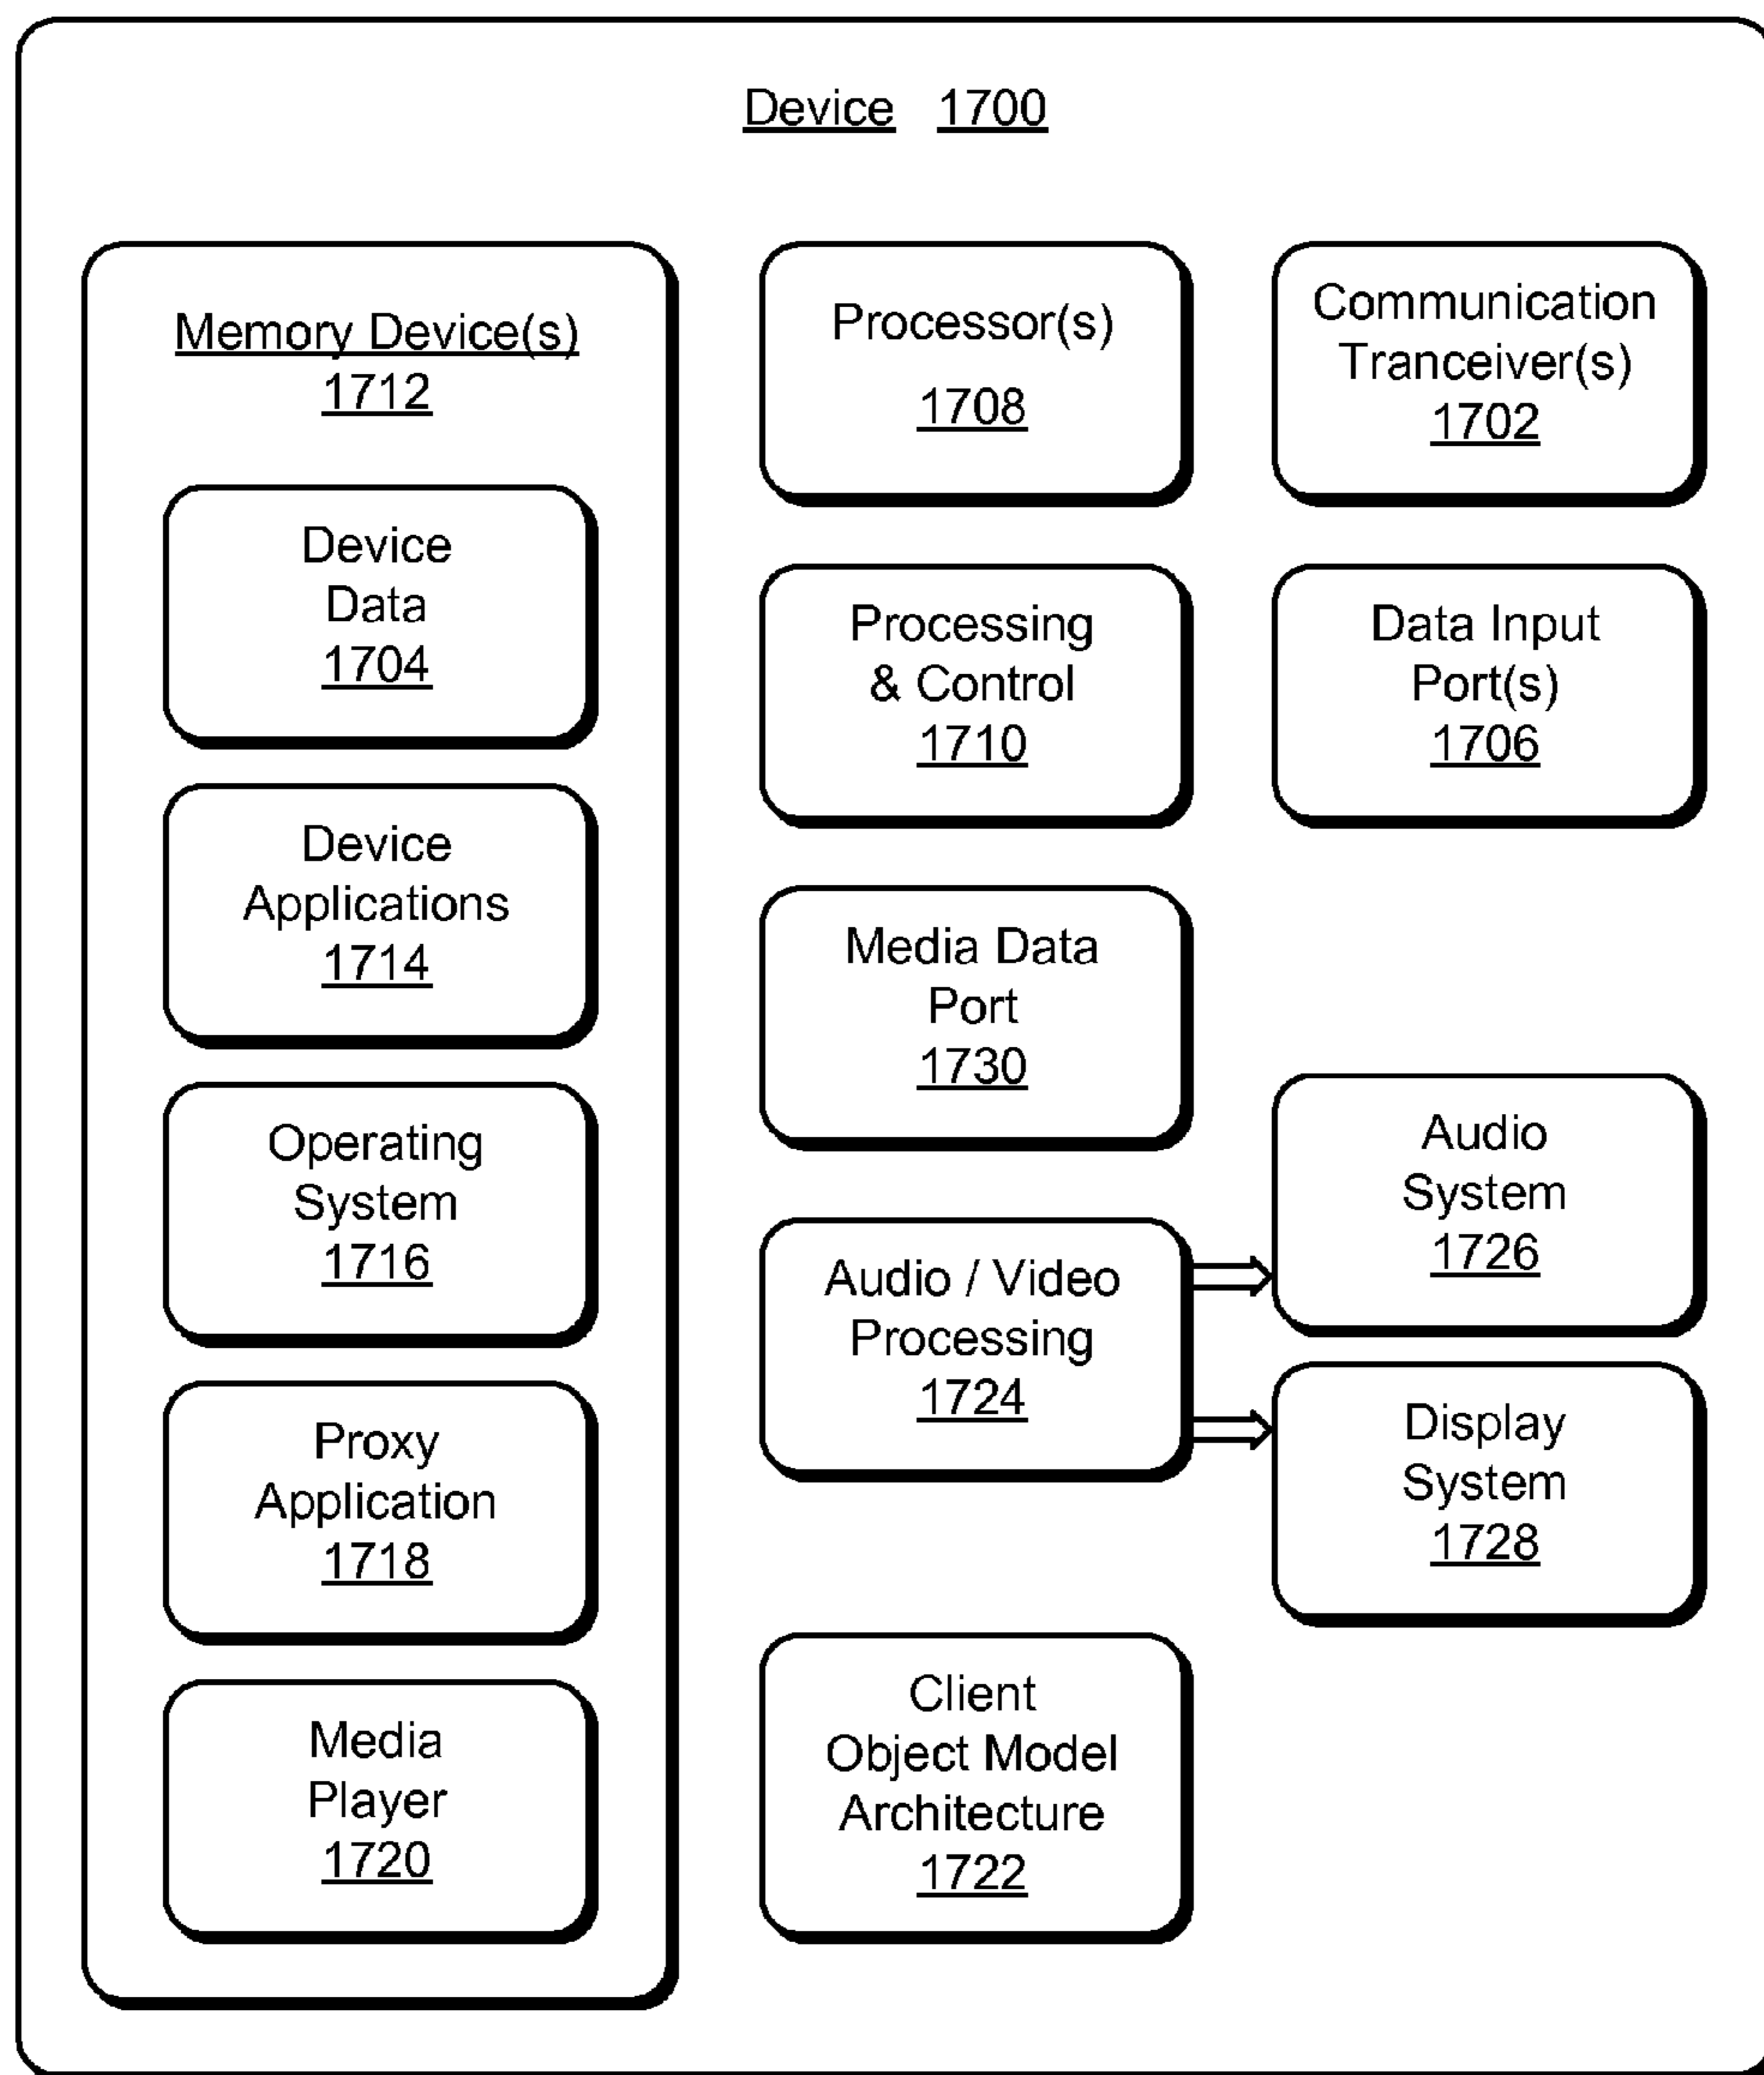 Device 1700
Memory Device(s)
1712
Device
Data
1704
Device
Applications
1714
Operating
System
1716
Proxy
Application
1718
Media
Player
1720
Processor(s)
1708
Processing
& Control
1710
Media Data
Port
1730
Audio / Video
Processing
1724
Client
Object Model
Architecture
1722
Communication
Tranceiver(s)
1702
Data Input
Port(s)
1706
Audio
System
1726
Display
System
1728